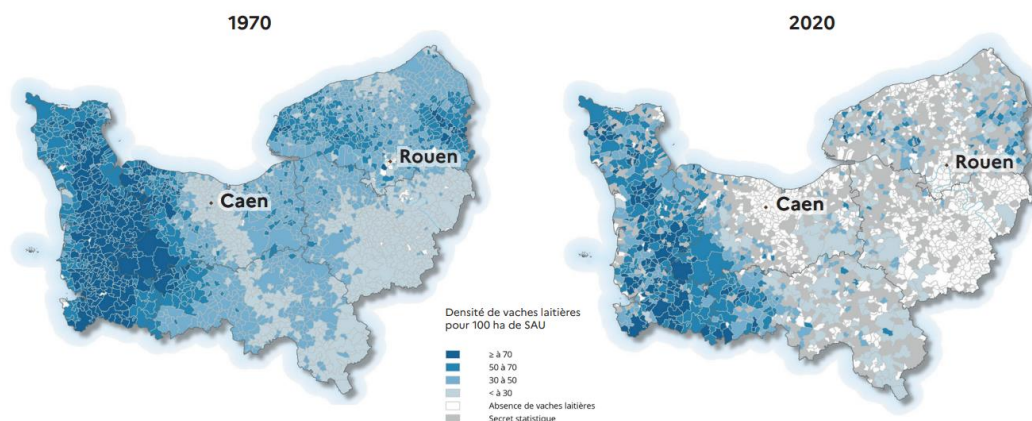 1970
2020
Rouen
Caen
Rouen
Caen
Densité de vaches laitières
pour 100 ha de SAU
≥ à 70
50 à 70
30 à 50
< à 30
Absence de vaches laitières
Secret statistique